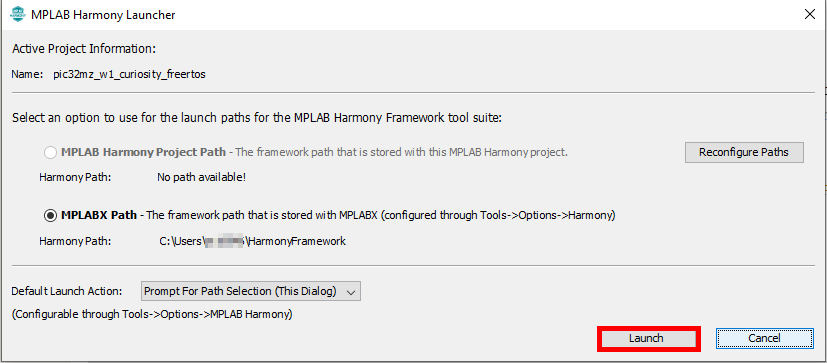 MPLAB Harmony Launcher
Active Project Information:
Name: pic32mz_w1_curiosity_freertos
Select an option to use for the launch paths for the MPLAB Harmony Framework tool suite:
MPLAB Harmony Project Path - The framework path that is stored with this MPLAB Harmony project.
Reconfigure Paths
Harmony Path: No path available!
MPLABX Path - The framework path that is stored with MPLABX (configured through Tools->Options->Harmony)
Harmony Path: C:\Users\ \HarmonyFramework
Default Launch Action: Prompt For Path Selection (This Dialog)
(Configurable through Tools->Options->MPLAB Harmony)
Launch Cancel